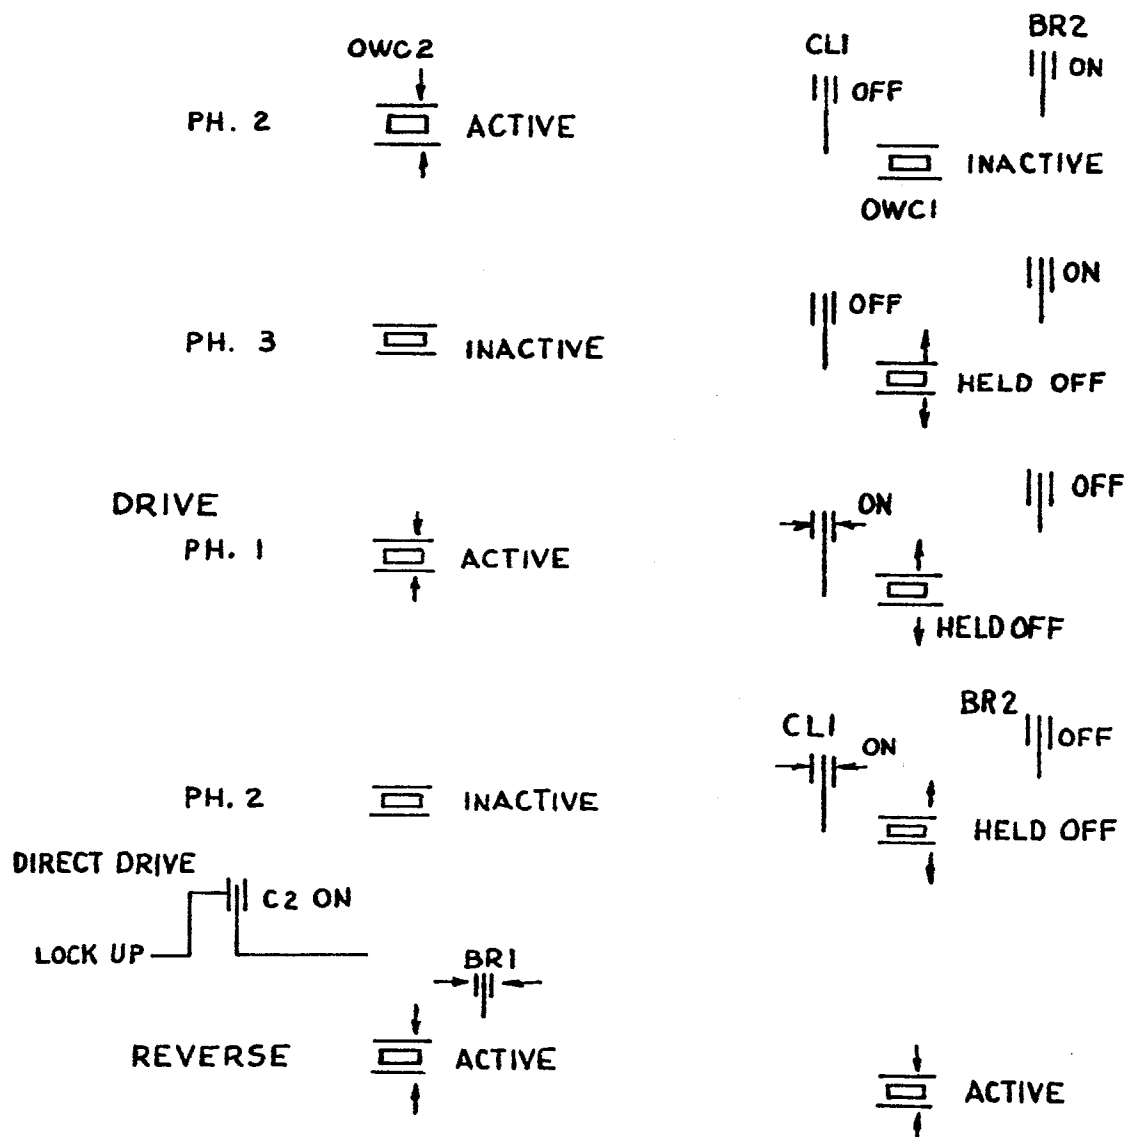 OWC2 CL1 BR2
OFF ON
PH. 2 ACTIVE
INACTIVE
OWC1
OFF ON
PH. 3 INACTIVE
HELD OFF
DRIVE ON OFF
PH. 1 ACTIVE
HELD OFF
CL1 BR2
ON OFF
PH. 2 INACTIVE HELD OFF
DIRECT DRIVE
C2 ON
LOCK UP BR1
REVERSE ACTIVE
ACTIVE